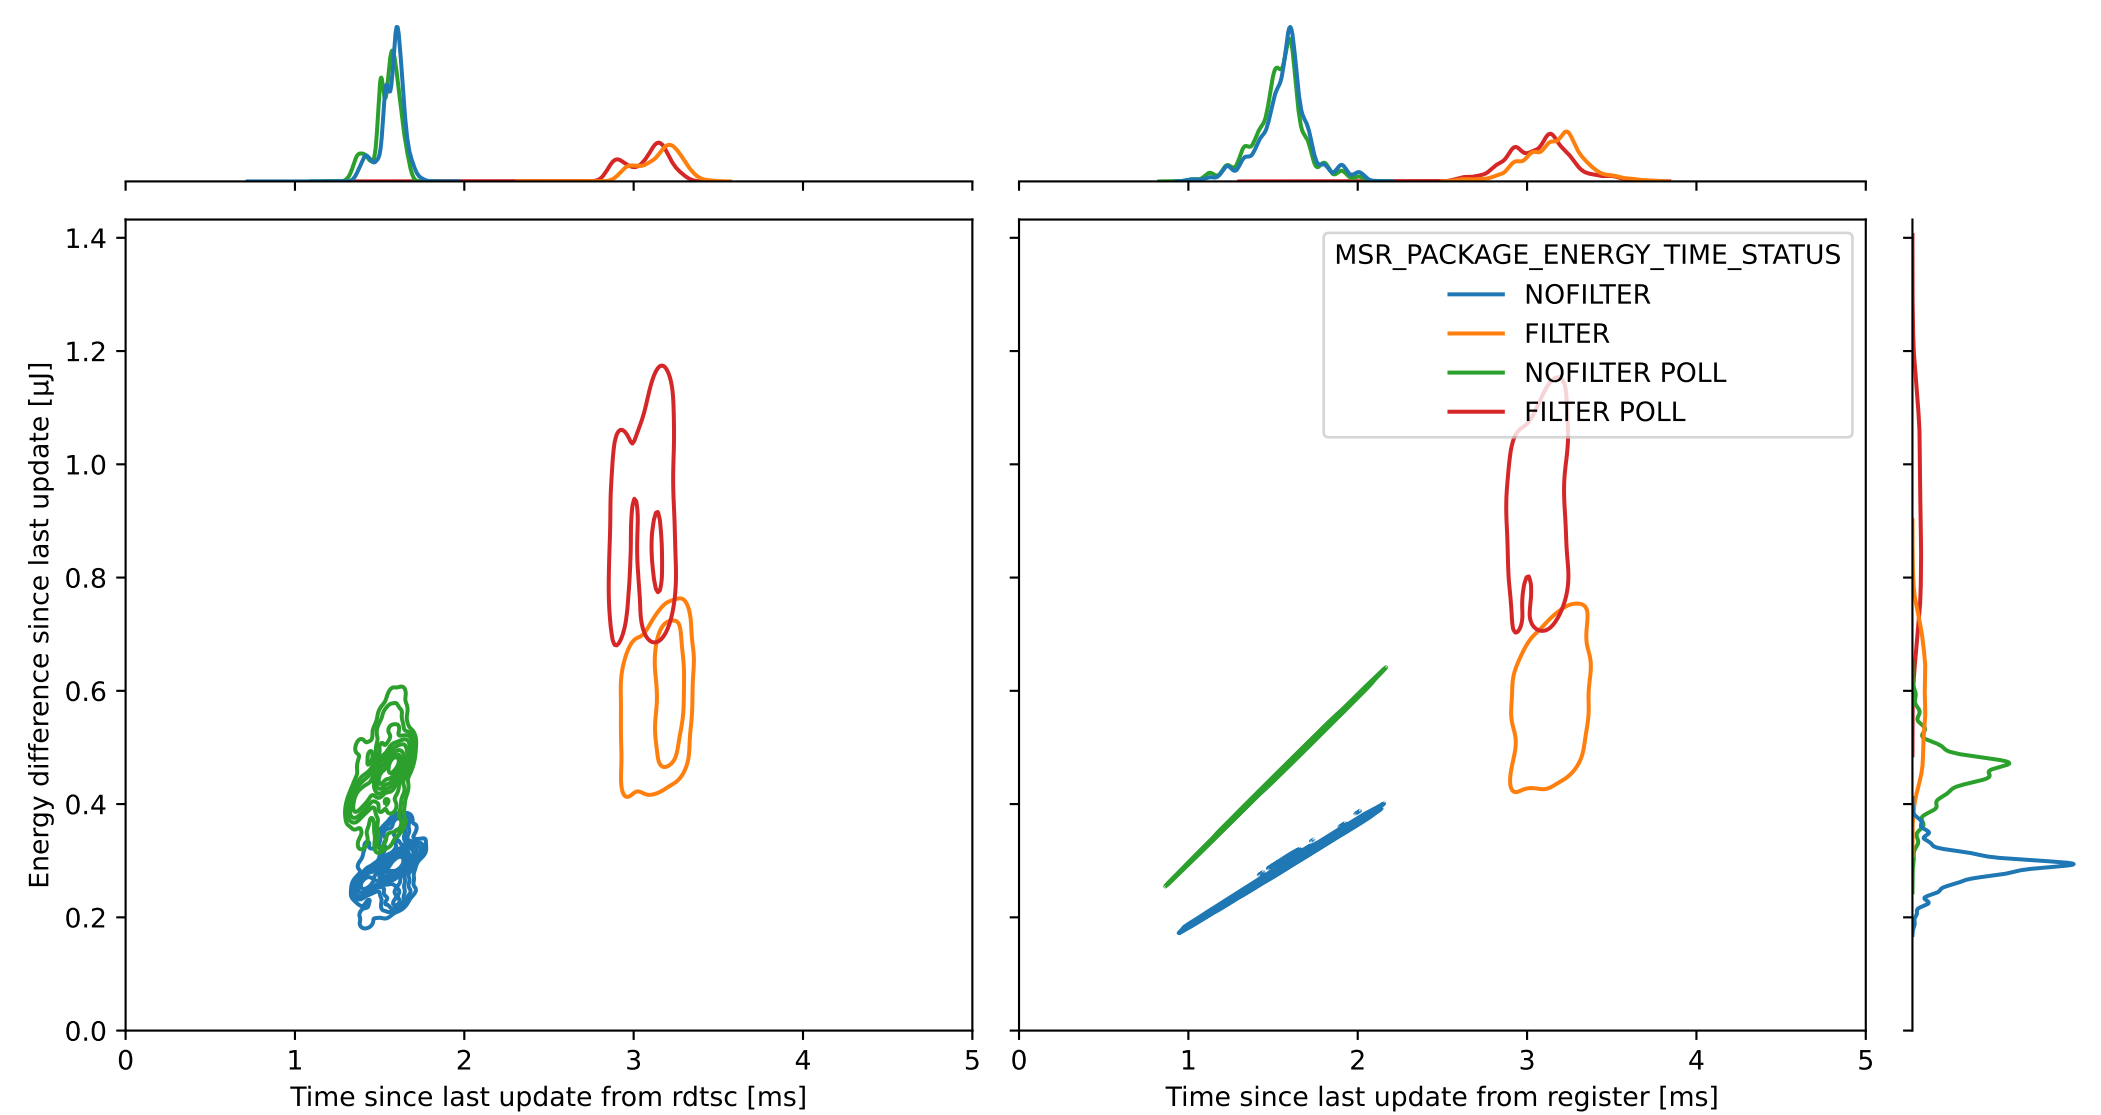 MSR_PACKAGE_ENERGY_TIME_STATUS
NOFILTER
FILTER
NOFILTER POLL
FILTER POLL
Energy difference since last update [µJ]
1.4
1.2
1.0
0.8
0.6
0.4
0.2
0.0
0 1 2 3 4 5
0 1 2 3 4 5
Time since last update from rdtsc [ms]
Time since last update from register [ms]